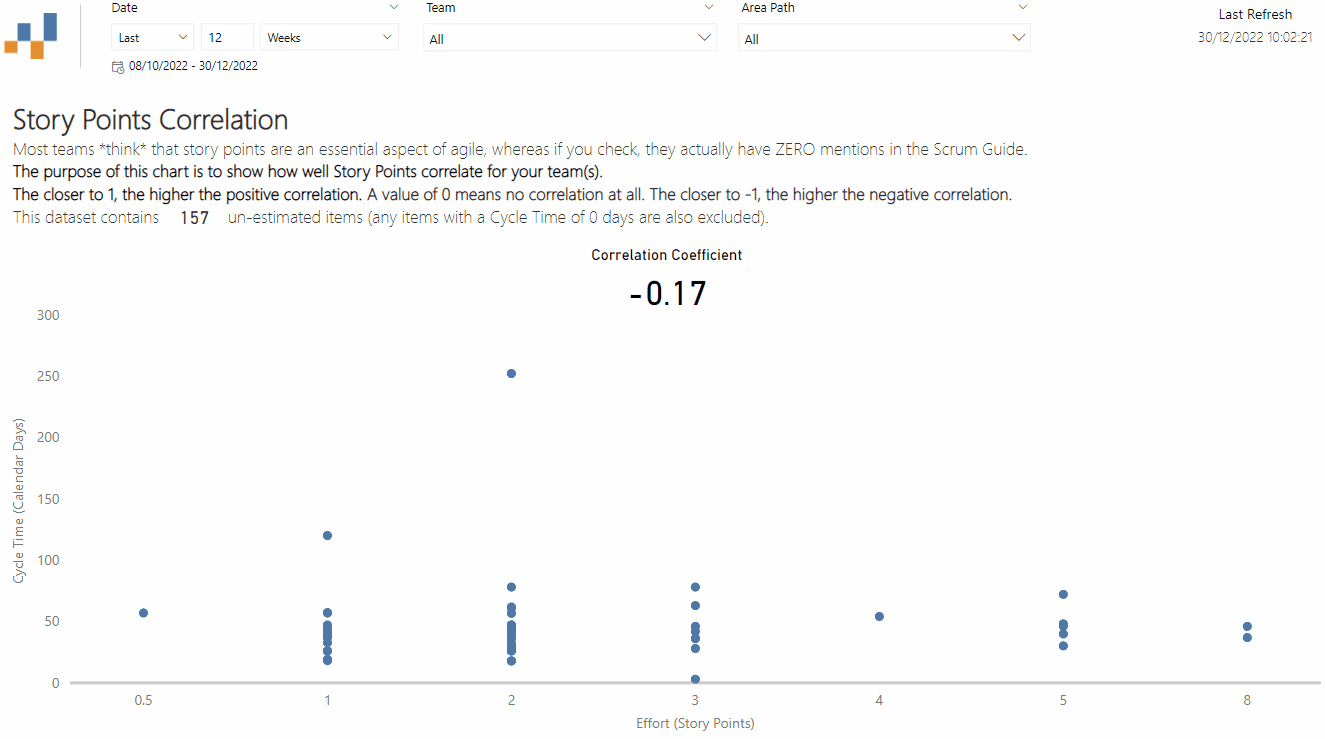 Date
Team
Area Path
Last Refresh
Last
12
Weeks
All
All
30/12/2022 10:02:21
08/10/2022 - 30/12/2022
Story Points Correlation
Most teams *think* that story points are an essential aspect of agile, whereas if you check, they actually have ZERO mentions in the Scrum Guide.
The purpose of this chart is to show how well Story Points correlate for your team(s).
The closer to 1, the higher the positive correlation. A value of 0 means no correlation at all. The closer to -1, the higher the negative correlation.
This dataset contains 157 un-estimated items (any items with a Cycle Time of 0 days are also excluded).
Correlation Coefficient
-0.17
Cycle Time (Calendar Days)
300
250
200
150
100
50
0
0.5 1 2 3 4 5 8
Effort (Story Points)